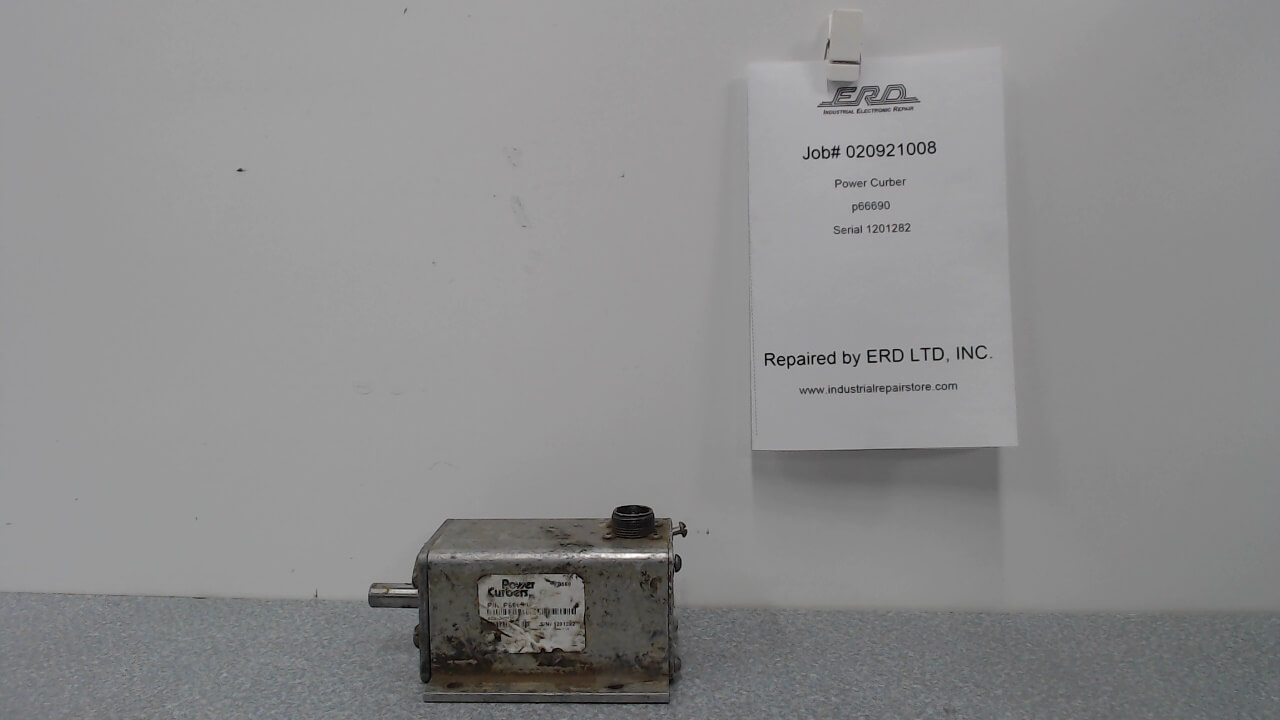 ERD
INDUSTRIAL ELECTRONIC REPAIR
Job# 020921008
Power Curber
p66690
Serial 1201282
Repaired by ERD LTD, INC.
www.industrialrepairstore.com
Power
Curbers
S/N: 1201282